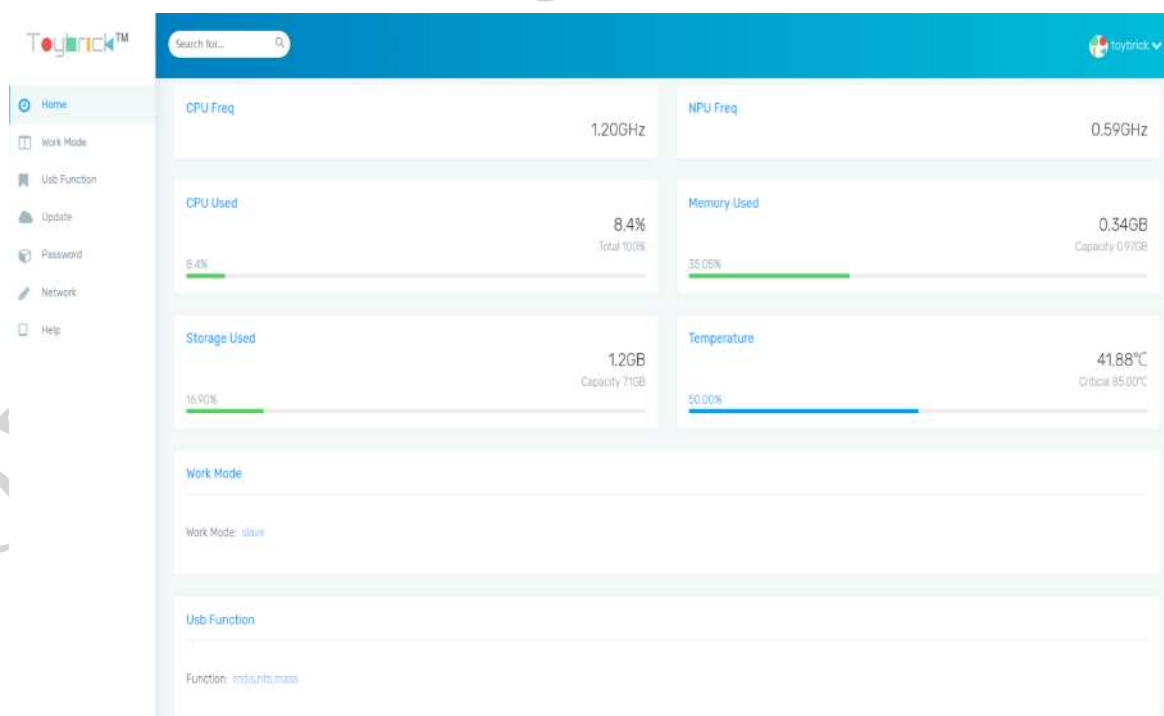 Toybrick™
Search for...
toybrick
Home
Work Mode
Usb Function
Update
Password
Network
Help
CPU Freq
1.20GHz
NPU Freq
0.59GHz
CPU Used
8.4%
Total 100%
8.4%
Memory Used
0.34GB
Capacity 0.97GB
35.05%
Storage Used
1.2GB
Capacity 7.1GB
16.90%
Temperature
41.88°C
Critical 85.00°C
50.00%
Work Mode
Work Mode: slave
Usb Function
Function: